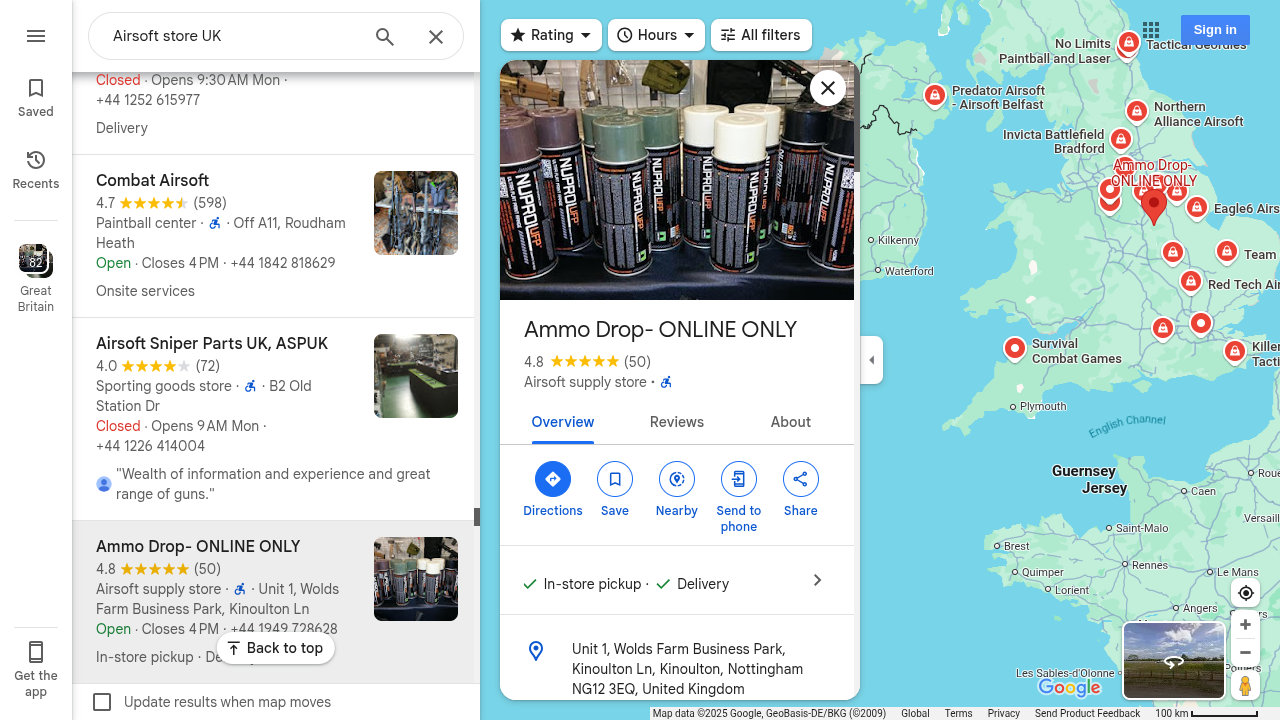 Saved
Recents
82
Great
Britain
Get the
app
Airsoft store UK
Closed · Opens 9:30 AM Mon ·
+44 1252 615977
Delivery
Combat Airsoft
4.7 (598)
Paintball center · · Off A11, Roudham
Heath
Open · Closes 4 PM · +44 1842 818629
Onsite services
Airsoft Sniper Parts UK, ASPUK
4.0 (72)
Sporting goods store · · B2 Old
Station Dr
Closed · Opens 9 AM Mon ·
+44 1226 414004
"Wealth of information and experience and great
range of guns."
Ammo Drop- ONLINE ONLY
4.8 (50)
Airsoft supply store · · Unit 1, Wolds
Farm Business Park, Kinoulton Ln
Open · Closes 4 PM · +44 1949 728628
In-store pickup ·
Back to top
Update results when map moves
Rating
Hours
All filters
Sign in
NUPROL
Ammo Drop- ONLINE ONLY
4.8 (50)
Airsoft supply store ·
Overview
Reviews
About
Directions
Save
Nearby
Send to
phone
Share
In-store pickup · Delivery
Unit 1, Wolds Farm Business Park,
Kinoulton Ln, Kinoulton, Nottingham
NG12 3EQ, United Kingdom
No Limits
Paintball and Laser
Tactical Geordies
Predator Airsoft
- Airsoft Belfast
Northern
Alliance Airsoft
Invicta Battlefield
Bradford
Ammo Drop-
ONLINE ONLY
Eagle6 Airs
Kilkenny
Waterford
Team
Red Tech Air
Survival
Combat Games
Killer
Tacti
Plymouth
English Channel
Guernsey
Jersey
Caen
Roue
Saint-Malo
Versaill
Brest
Rennes
Quimper
Le Mans
Lorient
Angers
Les Sables-d'Olonne
Poitiers
Google
Map data ©2025 Google, GeoBasis-DE/BKG (©2009) Global Terms Privacy Send Product Feedback 100 km